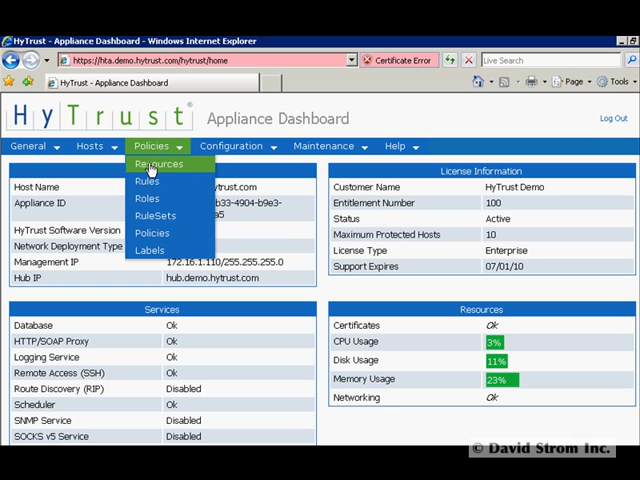 HyTrust - Appliance Dashboard - Windows Internet Explorer
https://hta.demo.hytrust.com/hytrust/home
Certificate Error
Live Search
HyTrust - Appliance Dashboard
Page
Tools
HyTrust® Appliance Dashboard
Log Out
General Hosts Policies Configuration Maintenance Help
Resources
Rules
Roles
RuleSets
Policies
Labels
Host Name ytrust.com
Appliance ID b33-4904-b9e3-
a5
HyTrust Software Version
Network Deployment Type
Management IP 172.16.1.110/255.255.255.0
Hub IP hub.demo.hytrust.com
License Information
Customer Name HyTrust Demo
Entitlement Number 100
Status Active
Maximum Protected Hosts 10
License Type Enterprise
Support Expires 07/01/10
Services
Database Ok
HTTP/SOAP Proxy Ok
Logging Service Ok
Remote Access (SSH) Ok
Route Discovery (RIP) Disabled
Scheduler Ok
SNMP Service Disabled
SOCKS v5 Service Disabled
Resources
Certificates Ok
CPU Usage 3%
Disk Usage 11%
Memory Usage 23%
Networking Ok
© David Strom Inc.